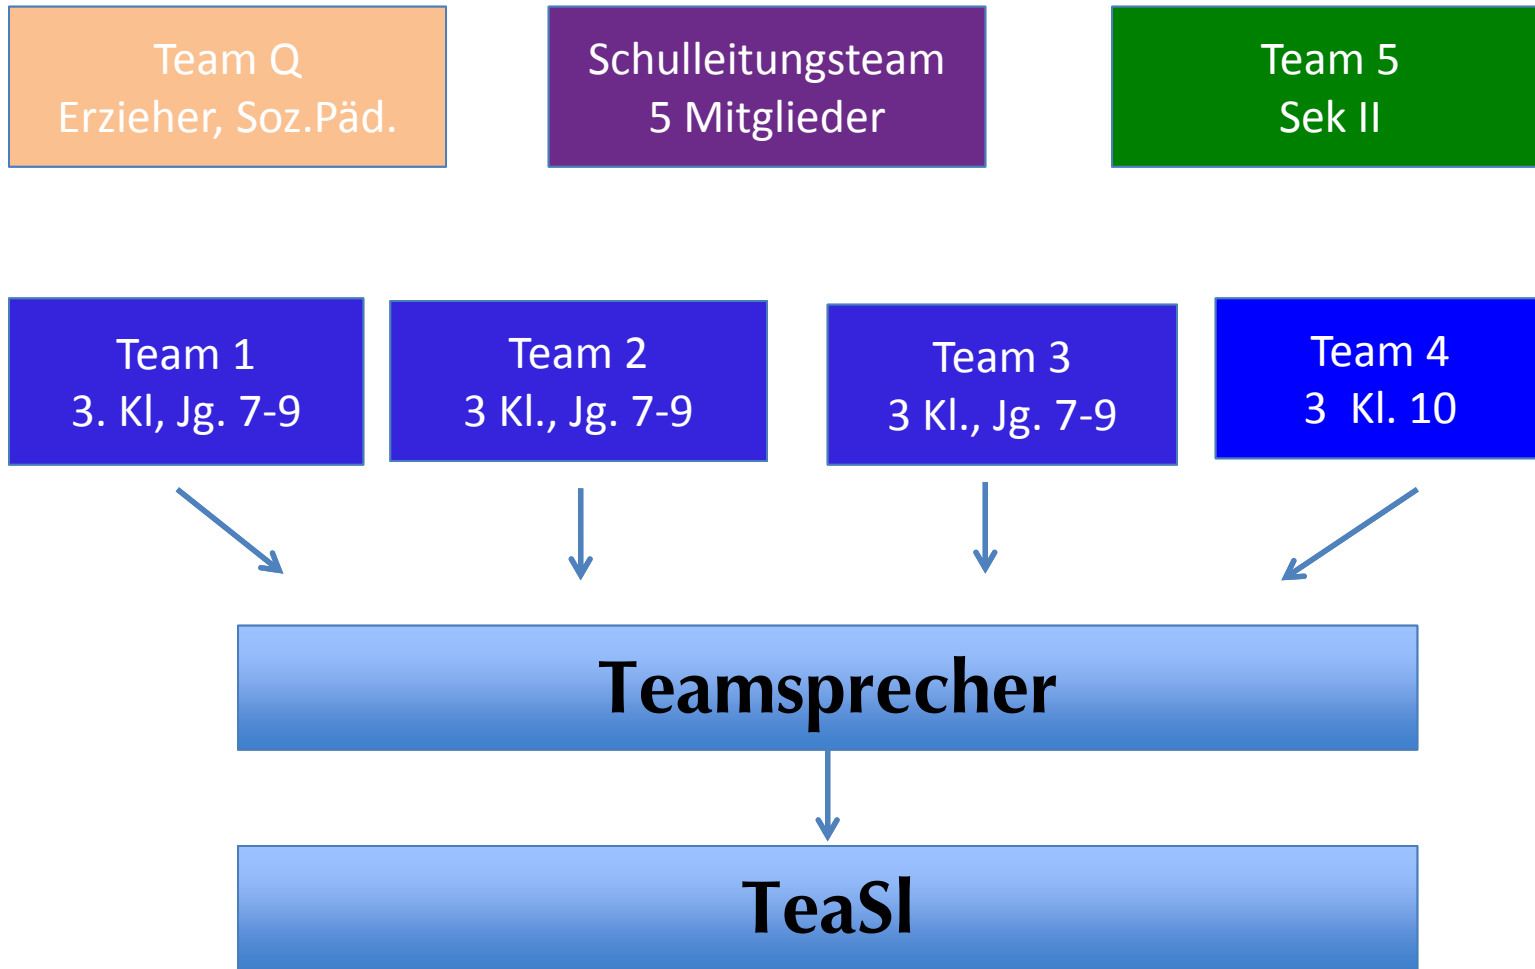 Team Q
Erzieher, Soz.Päd.
Schulleitungsteam
5 Mitglieder
Team 5
Sek II
Team 1
3. Kl, Jg. 7-9
Team 2
3 Kl., Jg. 7-9
Team 3
3 Kl., Jg. 7-9
Team 4
3  Kl. 10
Teamsprecher
TeaSl